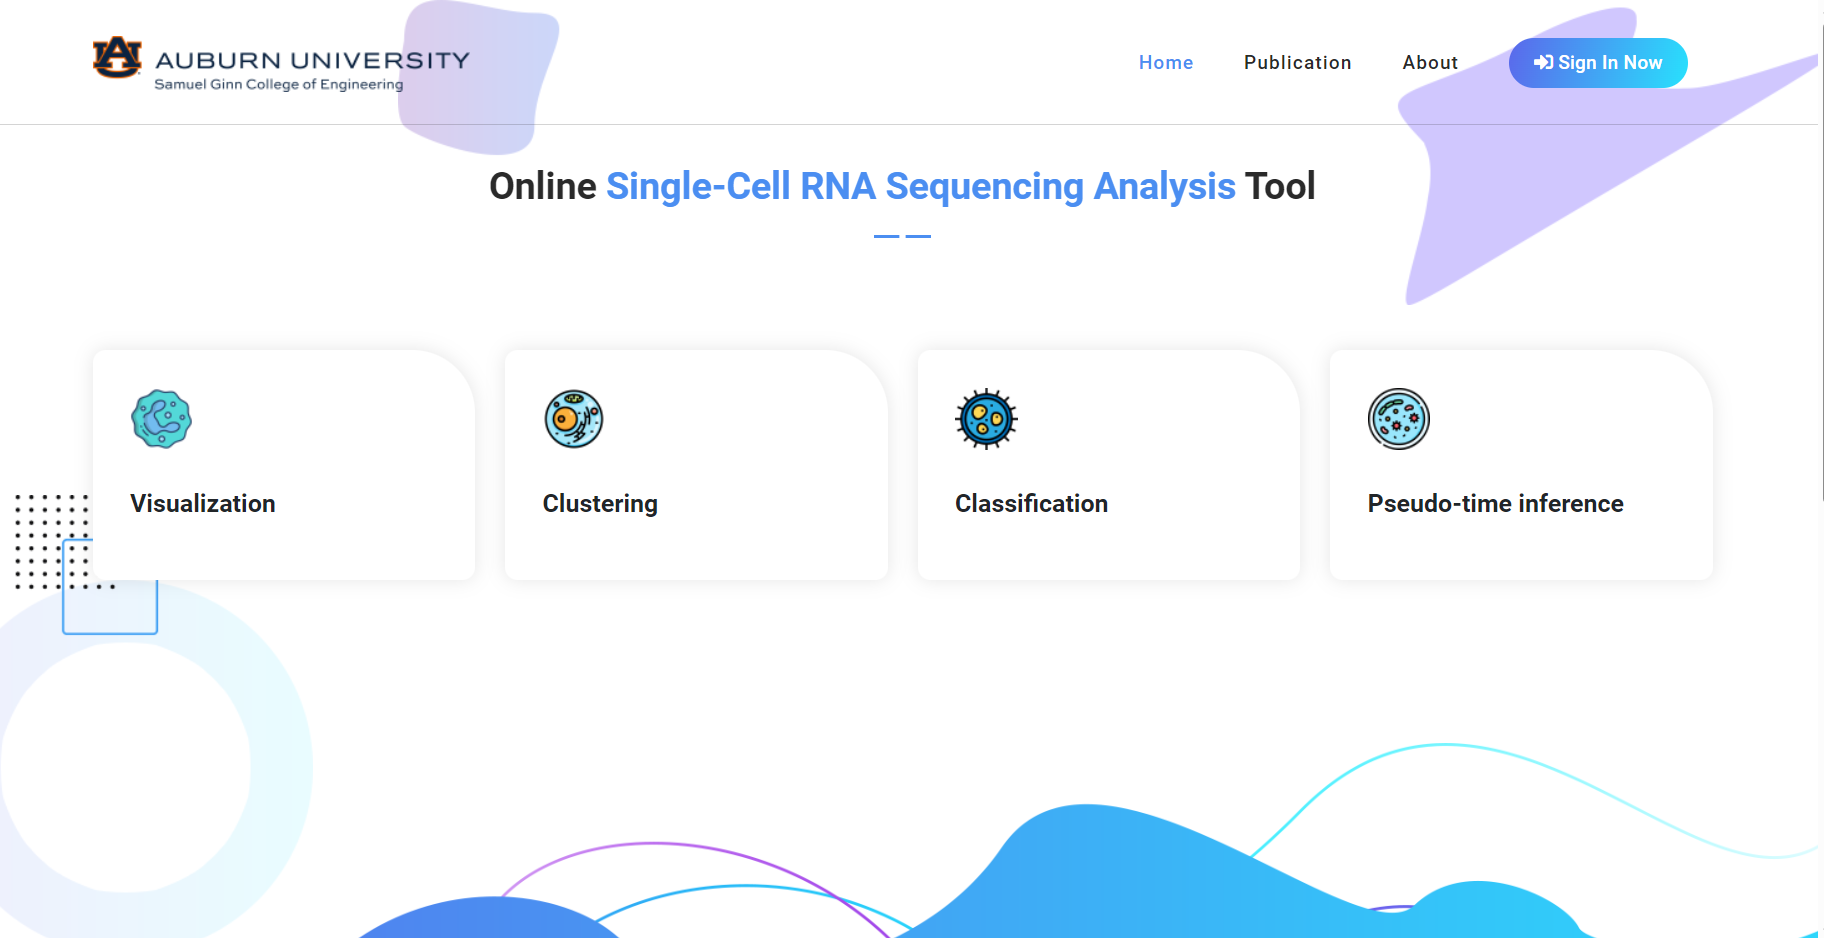 AUBURN UNIVERSITY
Samuel Ginn College of Engineering
Home
Publication
About
Sign In Now
Online Single-Cell RNA Sequencing Analysis Tool
Visualization
Clustering
Classification
Pseudo-time inference